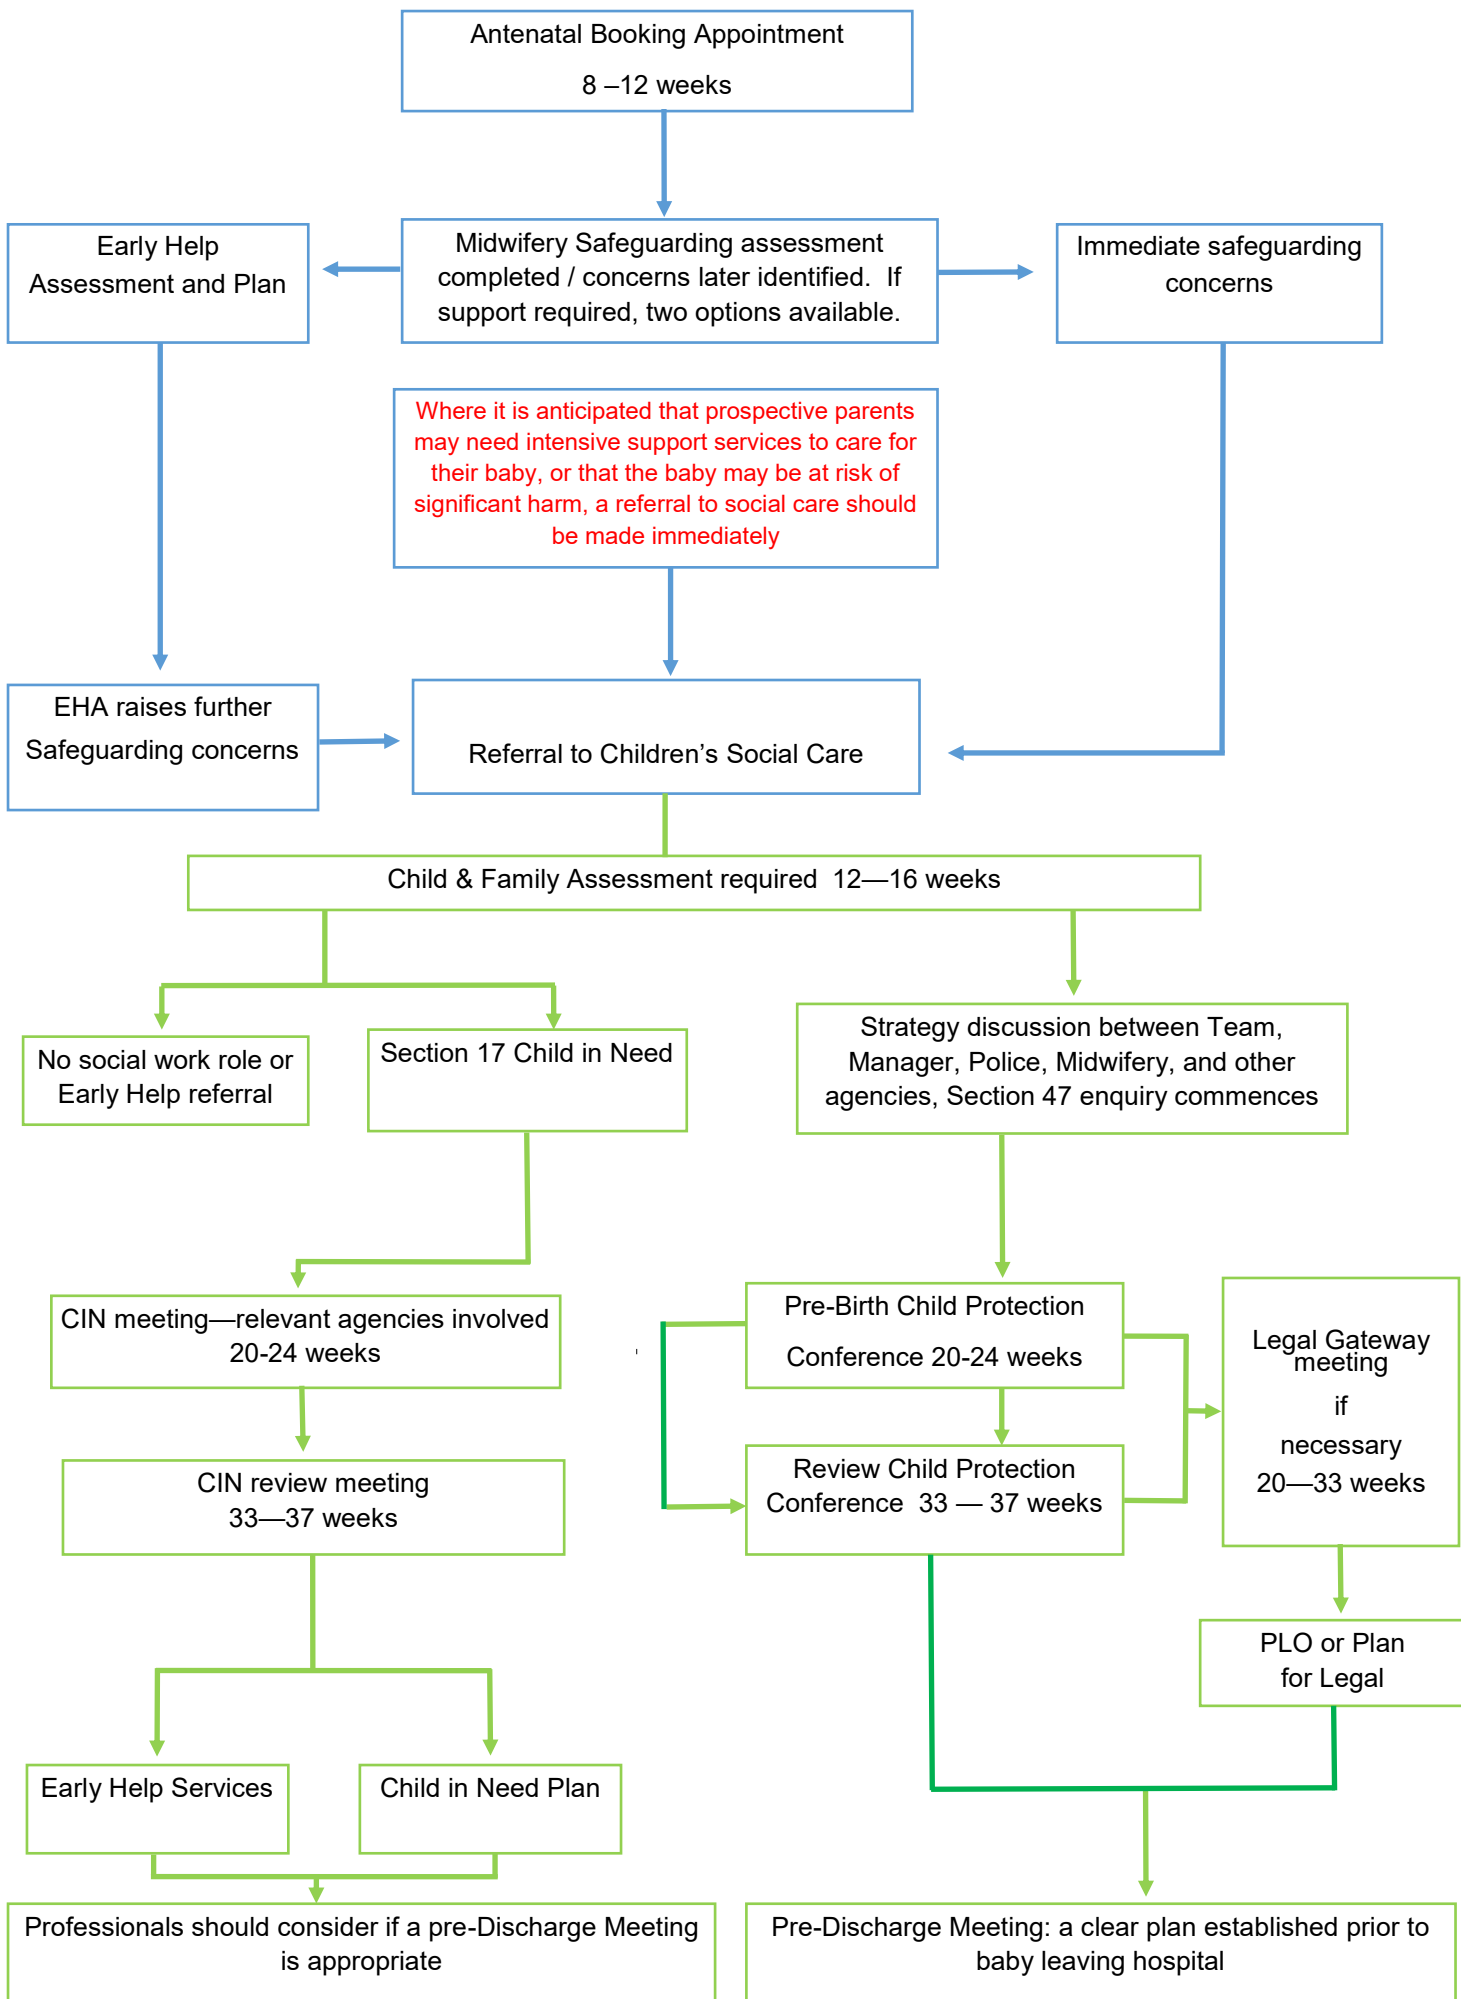 Antenatal Booking Appointment
8 –12 weeks
Early Help
Assessment and Plan
Midwifery Safeguarding assessment
completed / concerns later identified.  If
support required, two options available.
Immediate safeguarding
concerns
Where it is anticipated that prospective parents
may need intensive support services to care for
their baby, or that the baby may be at risk of
significant harm, a referral to social care should
be made immediately
EHA raises further
Safeguarding concerns
Referral to Children’s Social Care
Child & Family Assessment required  12—16 weeks
No social work role or
Early Help referral
Section 17 Child in Need
Strategy discussion between Team,
Manager, Police, Midwifery, and other
agencies, Section 47 enquiry commences
CIN meeting—relevant agencies involved
20-24 weeks
Pre-Birth Child Protection
Conference 20-24 weeks
Legal Gateway
meeting
if
necessary
20—33 weeks
CIN review meeting
33—37 weeks
Review Child Protection
Conference  33 — 37 weeks
PLO or Plan
for Legal
Early Help Services
Child in Need Plan
Professionals should consider if a pre-Discharge Meeting
is appropriate
Pre-Discharge Meeting: a clear plan established prior to
baby leaving hospital